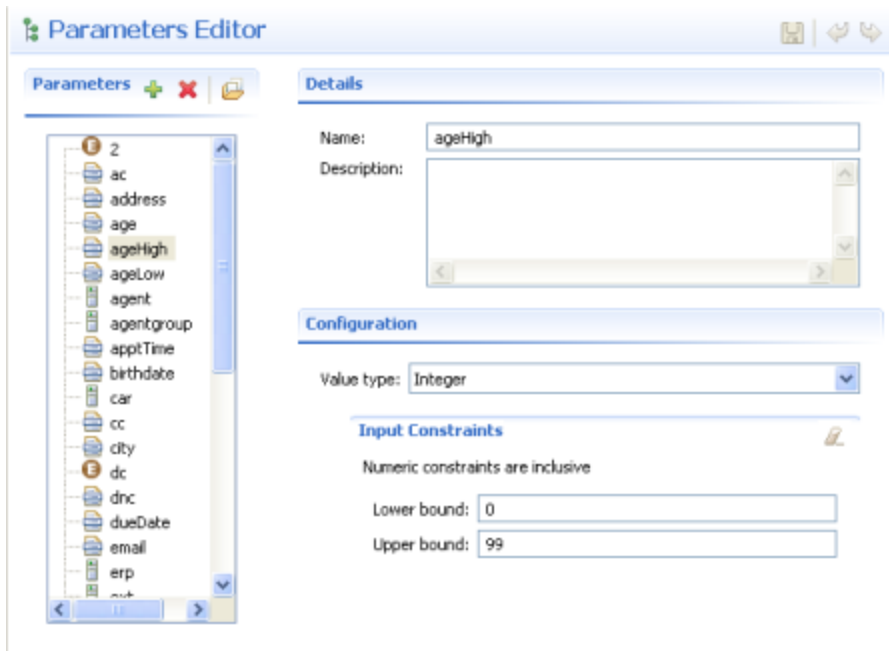 Parameters Editor
Parameters
Details
2
ac
address
age
ageHigh
ageLow
agent
agentgroup
apptTime
birthdate
car
cc
city
dc
dnc
dueDate
email
erp
Name: ageHigh
Description:
Configuration
Value type: Integer
Input Constraints
Numeric constraints are inclusive
Lower bound: 0
Upper bound: 99